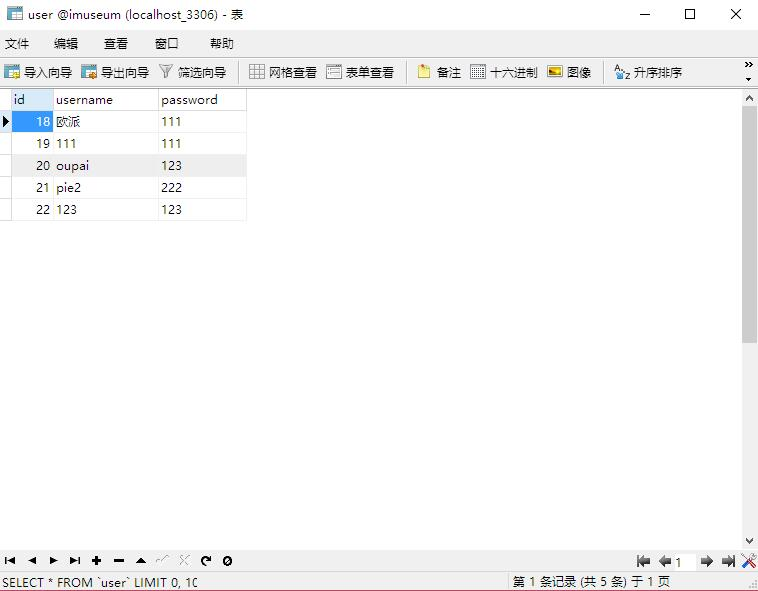 user @imuseum (localhost_3306) - 表
文件 编辑 查看 窗口 帮助
导入向导 导出向导 筛选向导 网格查看 表单查看 备注 十六进制 图像 升序排序
id username password
18 欧派 111
19 111 111
20 oupai 123
21 pie2 222
22 123 123
1
SELECT * FROM `user` LIMIT 0, 10 第 1 条记录 (共 5 条) 于 1 页